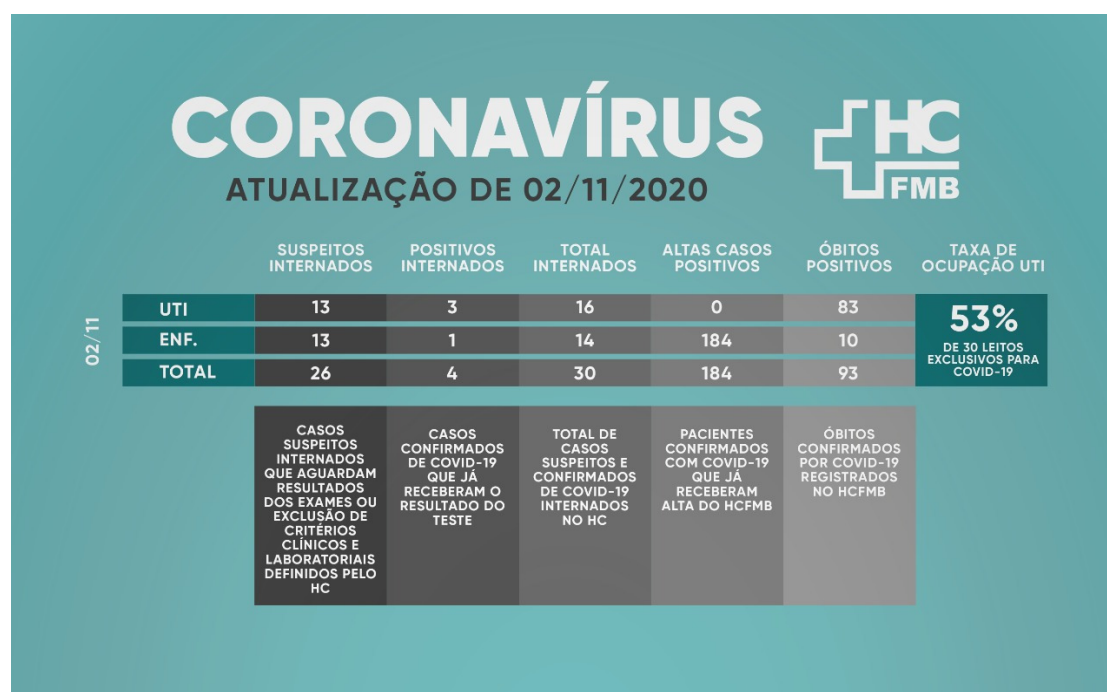 CORONAVÍRUS
HC
FMB
ATUALIZAÇÃO DE 02/11/2020
SUSPEITOS INTERNADOS
POSITIVOS INTERNADOS
TOTAL INTERNADOS
ALTAS CASOS POSITIVOS
ÓBITOS POSITIVOS
TAXA DE OCUPAÇÃO UTI
02/11
UTI 13 3 16 0 83
ENF. 13 1 14 184 10
TOTAL 26 4 30 184 93
53%
DE 30 LEITOS
EXCLUSIVOS PARA
COVID-19
CASOS
SUSPEITOS
INTERNADOS
QUE AGUARDAM
RESULTADOS
DOS EXAMES OU
EXCLUSÃO DE
CRITÉRIOS
CLÍNICOS E
LABORATORIAIS
DEFINIDOS PELO
HC
CASOS
CONFIRMADOS
DE COVID-19
QUE JÁ
RECEBERAM O
RESULTADO DO
TESTE
TOTAL DE
CASOS
SUSPEITOS E
CONFIRMADOS
DE COVID-19
INTERNADOS
NO HC
PACIENTES
CONFIRMADOS
COM COVID-19
QUE JÁ
RECEBERAM
ALTA DO HCFMB
ÓBITOS
CONFIRMADOS
POR COVID-19
REGISTRADOS
NO HCFMB